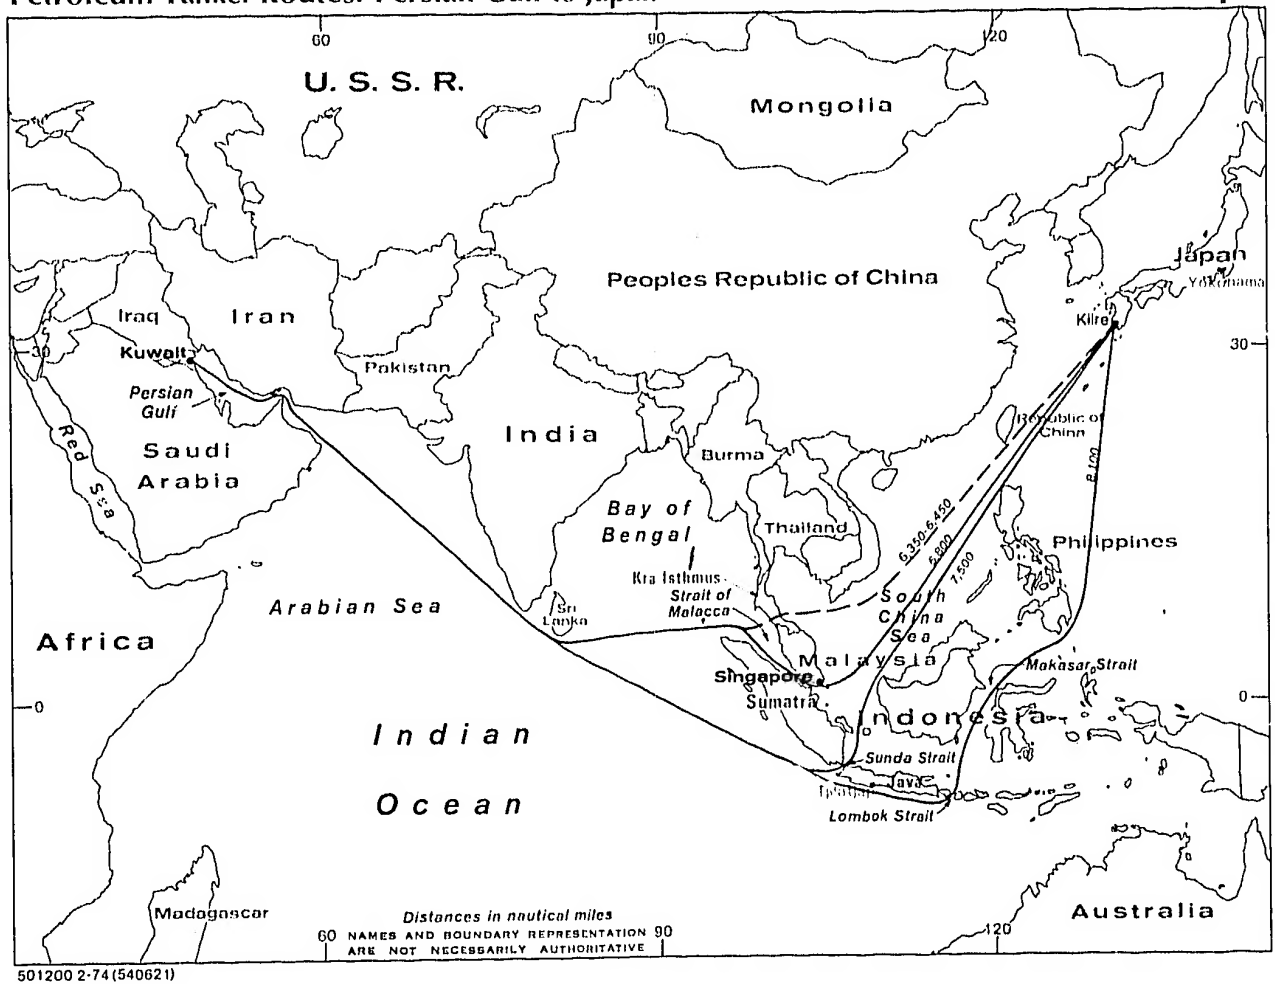 60
90
120
U. S. S. R.
Mongolia
Peoples Republic of China
Japan
Yokohama
Iraq
Iran
Kilre
30
Kuwait
30
Pakistan
Persian
Gulf
Republic of
China
India
Red
Sea
Saudi
Arabia
Burma
8,100
Bay of
Bengal
Thailand
6,350-6,450
6,800
7,500
Philippines
Kra Isthmus
Strait of
Malacca
South
China
Sea
Arabian Sea
Sri
Lanka
Africa
Malaysia
Makasar Strait
Singapore
Sumatra
0
0
Indonesia
Indian
Ocean
Sunda Strait
Java
Lombok Strait
Madagascar
Distances in nautical miles
60
NAMES AND BOUNDARY REPRESENTATION
ARE NOT NECESSARILY AUTHORITATIVE
90
120
Australia
501200 2-74 (540621)